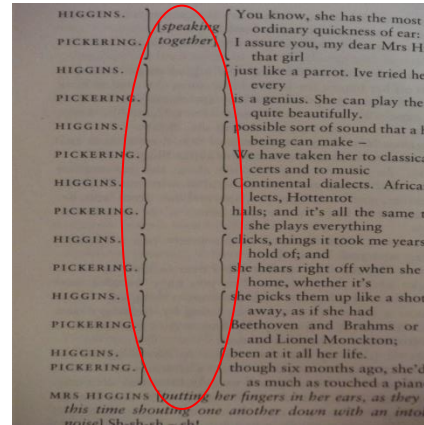 HIGGINS. You know, she has the most
[speaking ordinary quickness of ear:
PICKERING. together] I assure you, my dear Mrs H
that girl
HIGGINS. just like a parrot. Ive tried he
every
PICKERING. is a genius. She can play the
quite beautifully.
HIGGINS. possible sort of sound that a h
being can make –
PICKERING. We have taken her to classica
certs and to music
HIGGINS. Continental dialects. Africa
lects, Hottentot
PICKERING. halls; and it's all the same t
she plays everything
HIGGINS. clicks, things it took me years
hold of; and
PICKERING. she hears right off when she
home, whether it's
HIGGINS. she picks them up like a sho
away, as if she had
PICKERING. Beethoven and Brahms or
and Lionel Monckton;
HIGGINS. been at it all her life.
PICKERING. though six months ago, she'd
as much as touched a pian
MRS HIGGINS [putting her fingers in her ears, as they
this time shouting one another down with an into
noise] Sh-sh-sh – sh!